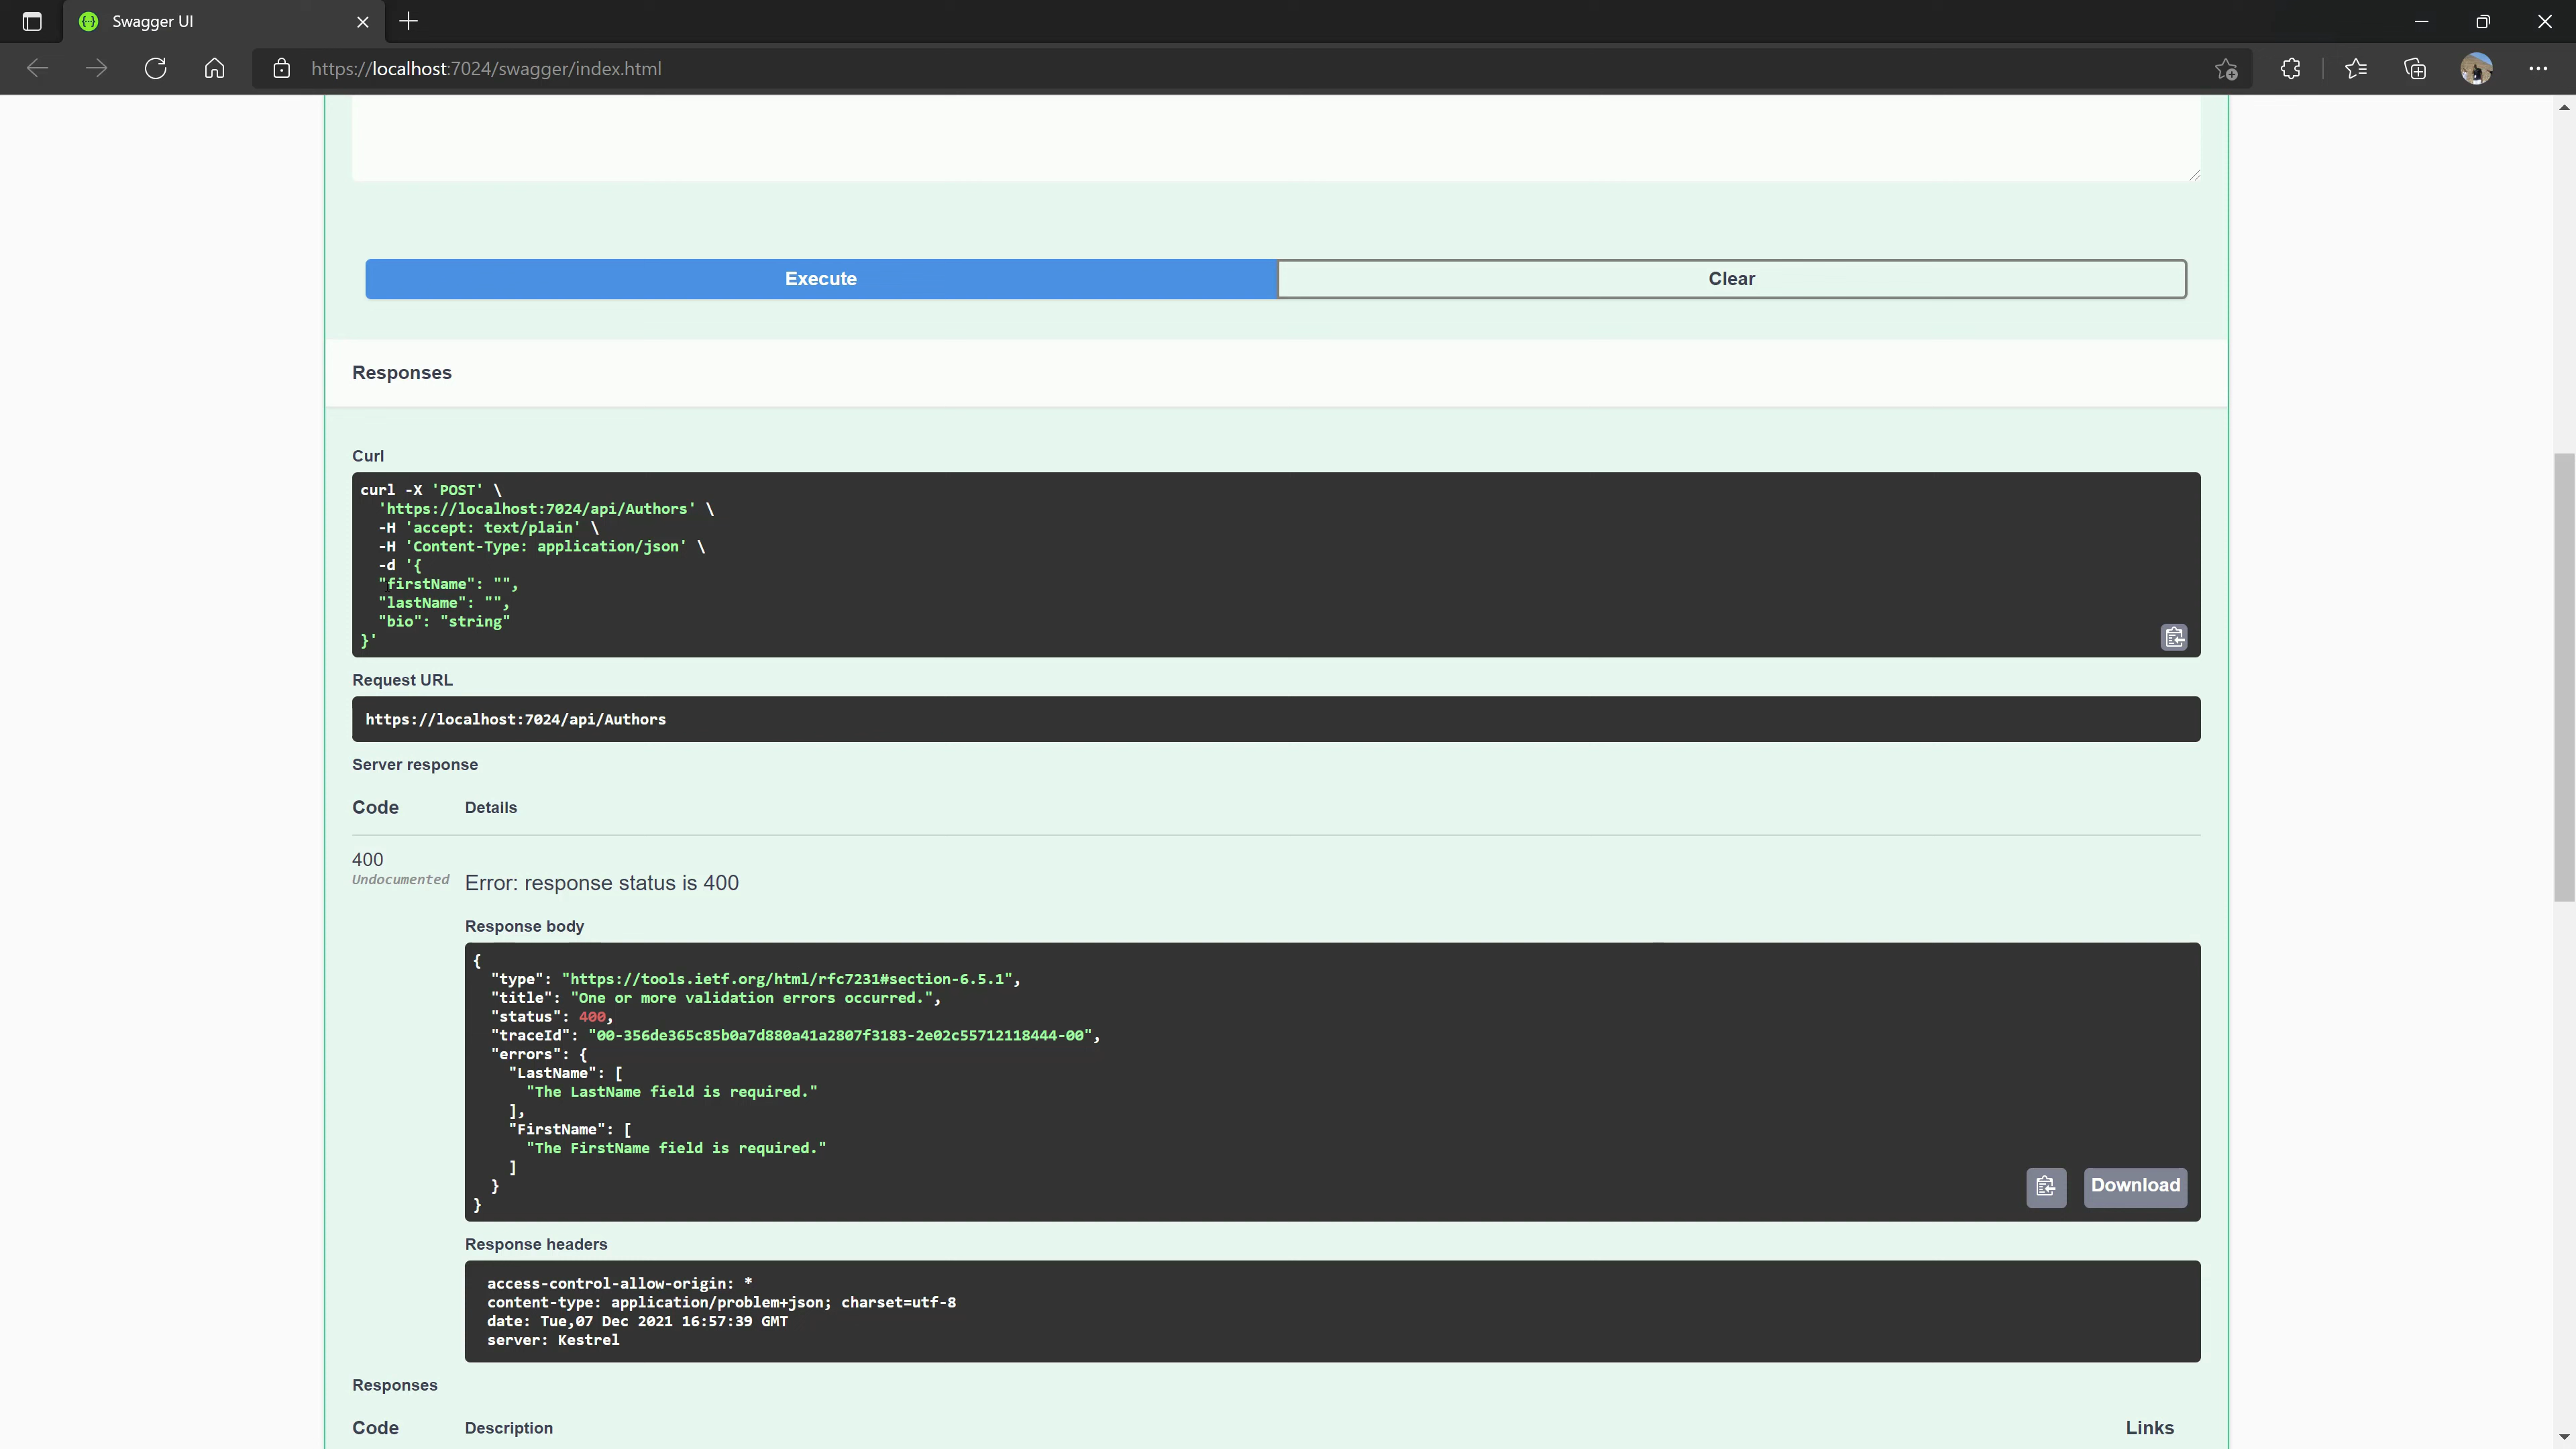 Swagger UI
https://localhost:7024/swagger/index.html
Execute
Clear
Responses
Curl
curl -X 'POST' \
'https://localhost:7024/api/Authors' \
-H 'accept: text/plain' \
-H 'Content-Type: application/json' \
-d '{
"firstName": "",
"lastName": "",
"bio": "string"
}'
Request URL
https://localhost:7024/api/Authors
Server response
Code Details
400
Undocumented
Error: response status is 400
Response body
{
"type": "https://tools.ietf.org/html/rfc7231#section-6.5.1",
"title": "One or more validation errors occurred.",
"status": 400,
"traceId": "00-356de365c85b0a7d880a41a2807f3183-2e02c55712118444-00",
"errors": {
"LastName": [
"The LastName field is required."
],
"FirstName": [
"The FirstName field is required."
]
}
}
Download
Response headers
access-control-allow-origin: *
content-type: application/problem+json; charset=utf-8
date: Tue,07 Dec 2021 16:57:39 GMT
server: Kestrel
Responses
Code Description Links